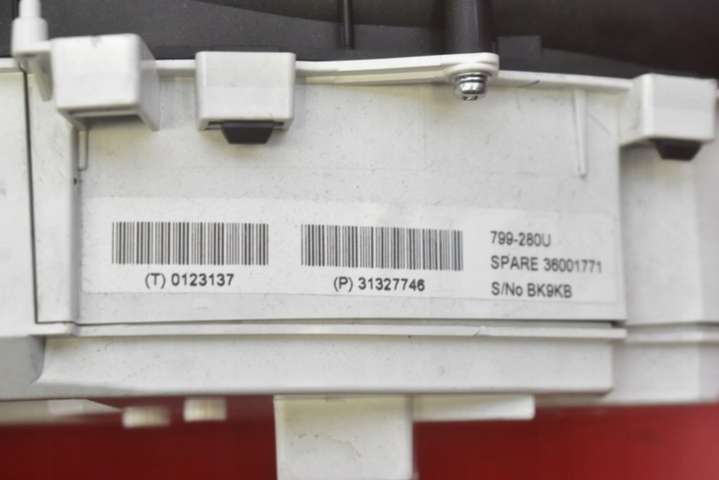 (T) 0123137
(P) 31327746
799-280U
SPARE 36001771
S/No BK9KB